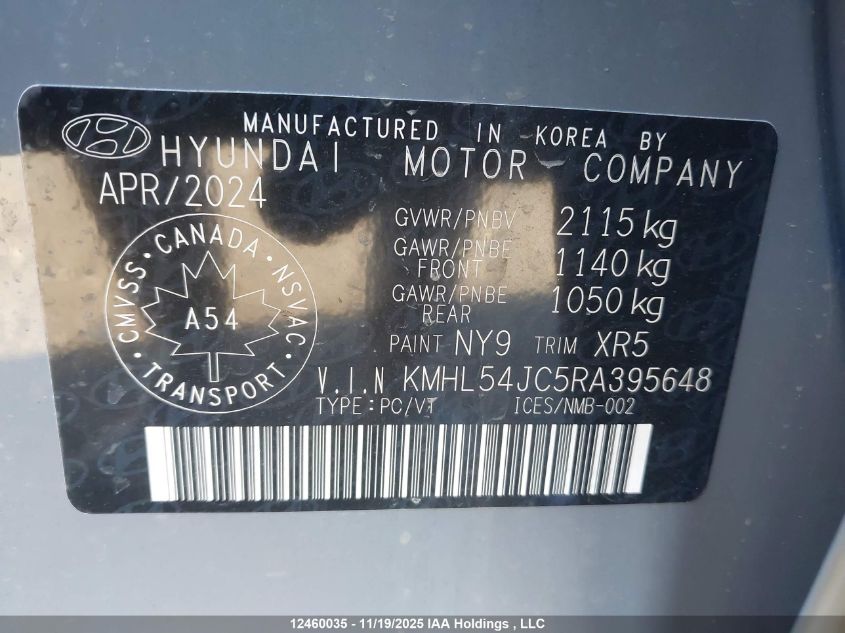 MANUFACTURED IN KOREA BY
HYUNDAI MOTOR COMPANY
APR/2024
GVWR/PNBV 2115 kg
GAWR/PNBE FRONT 1140 kg
GAWR/PNBE REAR 1050 kg
CANADA · NSVAC · TRANSPORT · CMVSS ·
A54
PAINT NY9 TRIM XR5
V.I.N KMHL54JC5RA395648
TYPE:PC/VT ICES/NMB-002
12460035 - 11/19/2025 IAA Holdings , LLC